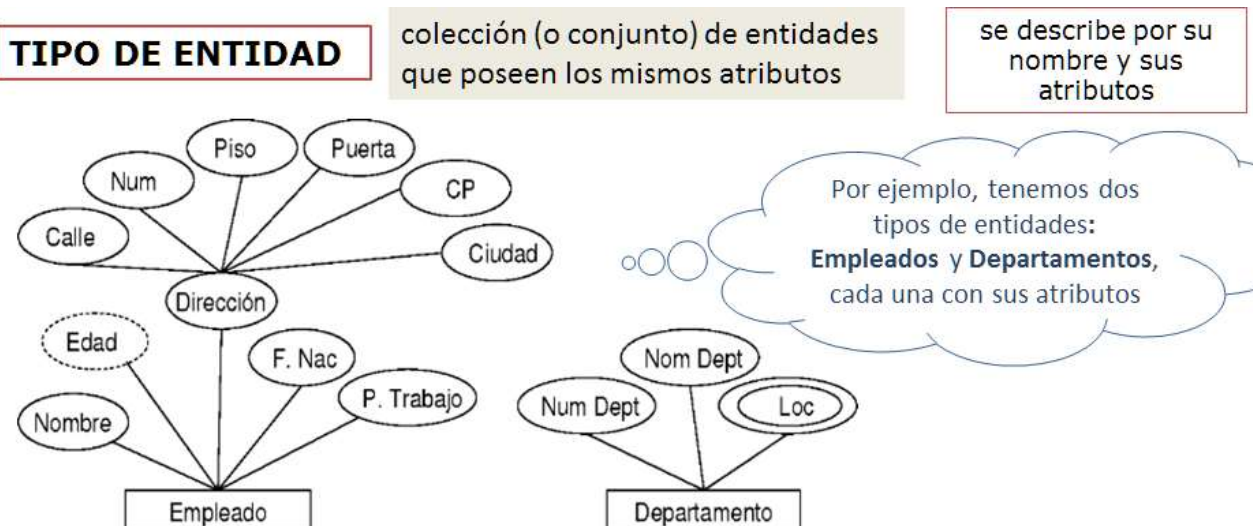 TIPO DE ENTIDAD
colección (o conjunto) de entidades
que poseen los mismos atributos
se describe por su
nombre y sus
atributos
Piso
Puerta
Num
CP
Calle
Ciudad
Dirección
Por ejemplo, tenemos dos
tipos de entidades:
Empleados y Departamentos,
cada una con sus atributos
Edad
F. Nac
Nombre
P. Trabajo
Nom Dept
Num Dept
Loc
Empleado
Departamento